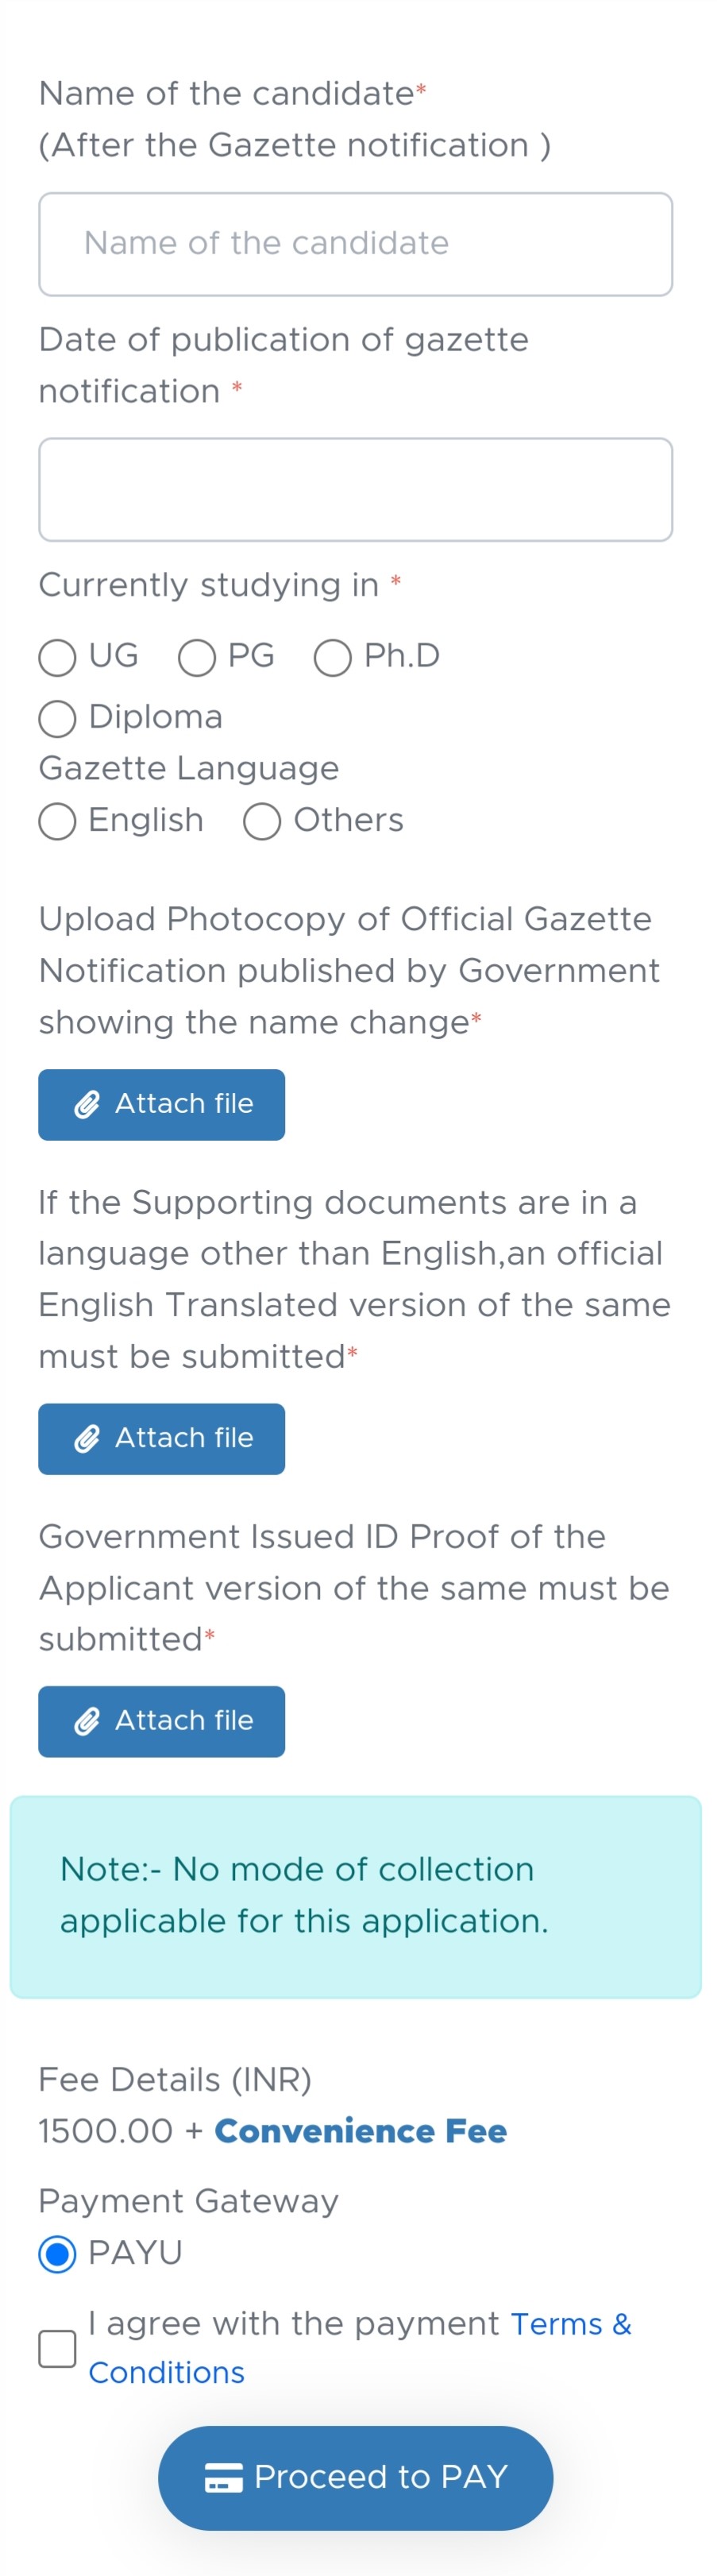 Name of the candidate*
(After the Gazette notification )
Name of the candidate
Date of publication of gazette
notification *
Currently studying in *
UG PG Ph.D
Diploma
Gazette Language
English Others
Upload Photocopy of Official Gazette
Notification published by Government
showing the name change*
Attach file
If the Supporting documents are in a
language other than English,an official
English Translated version of the same
must be submitted*
Attach file
Government Issued ID Proof of the
Applicant version of the same must be
submitted*
Attach file
Note:- No mode of collection
applicable for this application.
Fee Details (INR)
1500.00 + Convenience Fee
Payment Gateway
PAYU
I agree with the payment Terms &
Conditions
Proceed to PAY